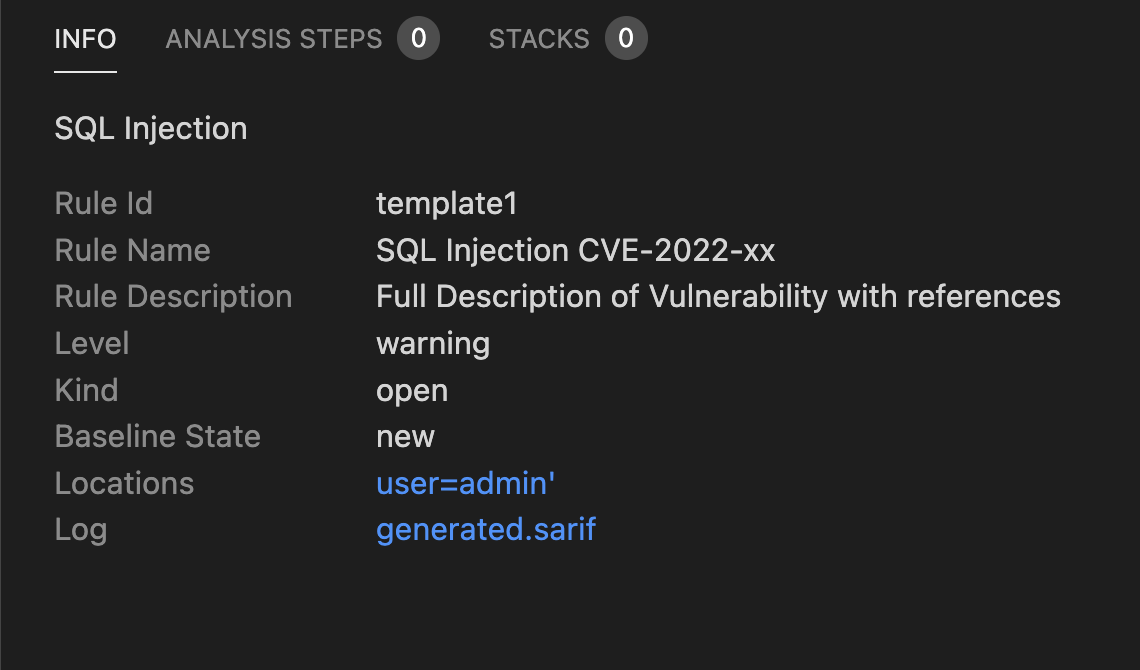 INFO ANALYSIS STEPS 0 STACKS 0
SQL Injection
Rule Id template1
Rule Name SQL Injection CVE-2022-xx
Rule Description Full Description of Vulnerability with references
Level warning
Kind open
Baseline State new
Locations user=admin'
Log generated.sarif